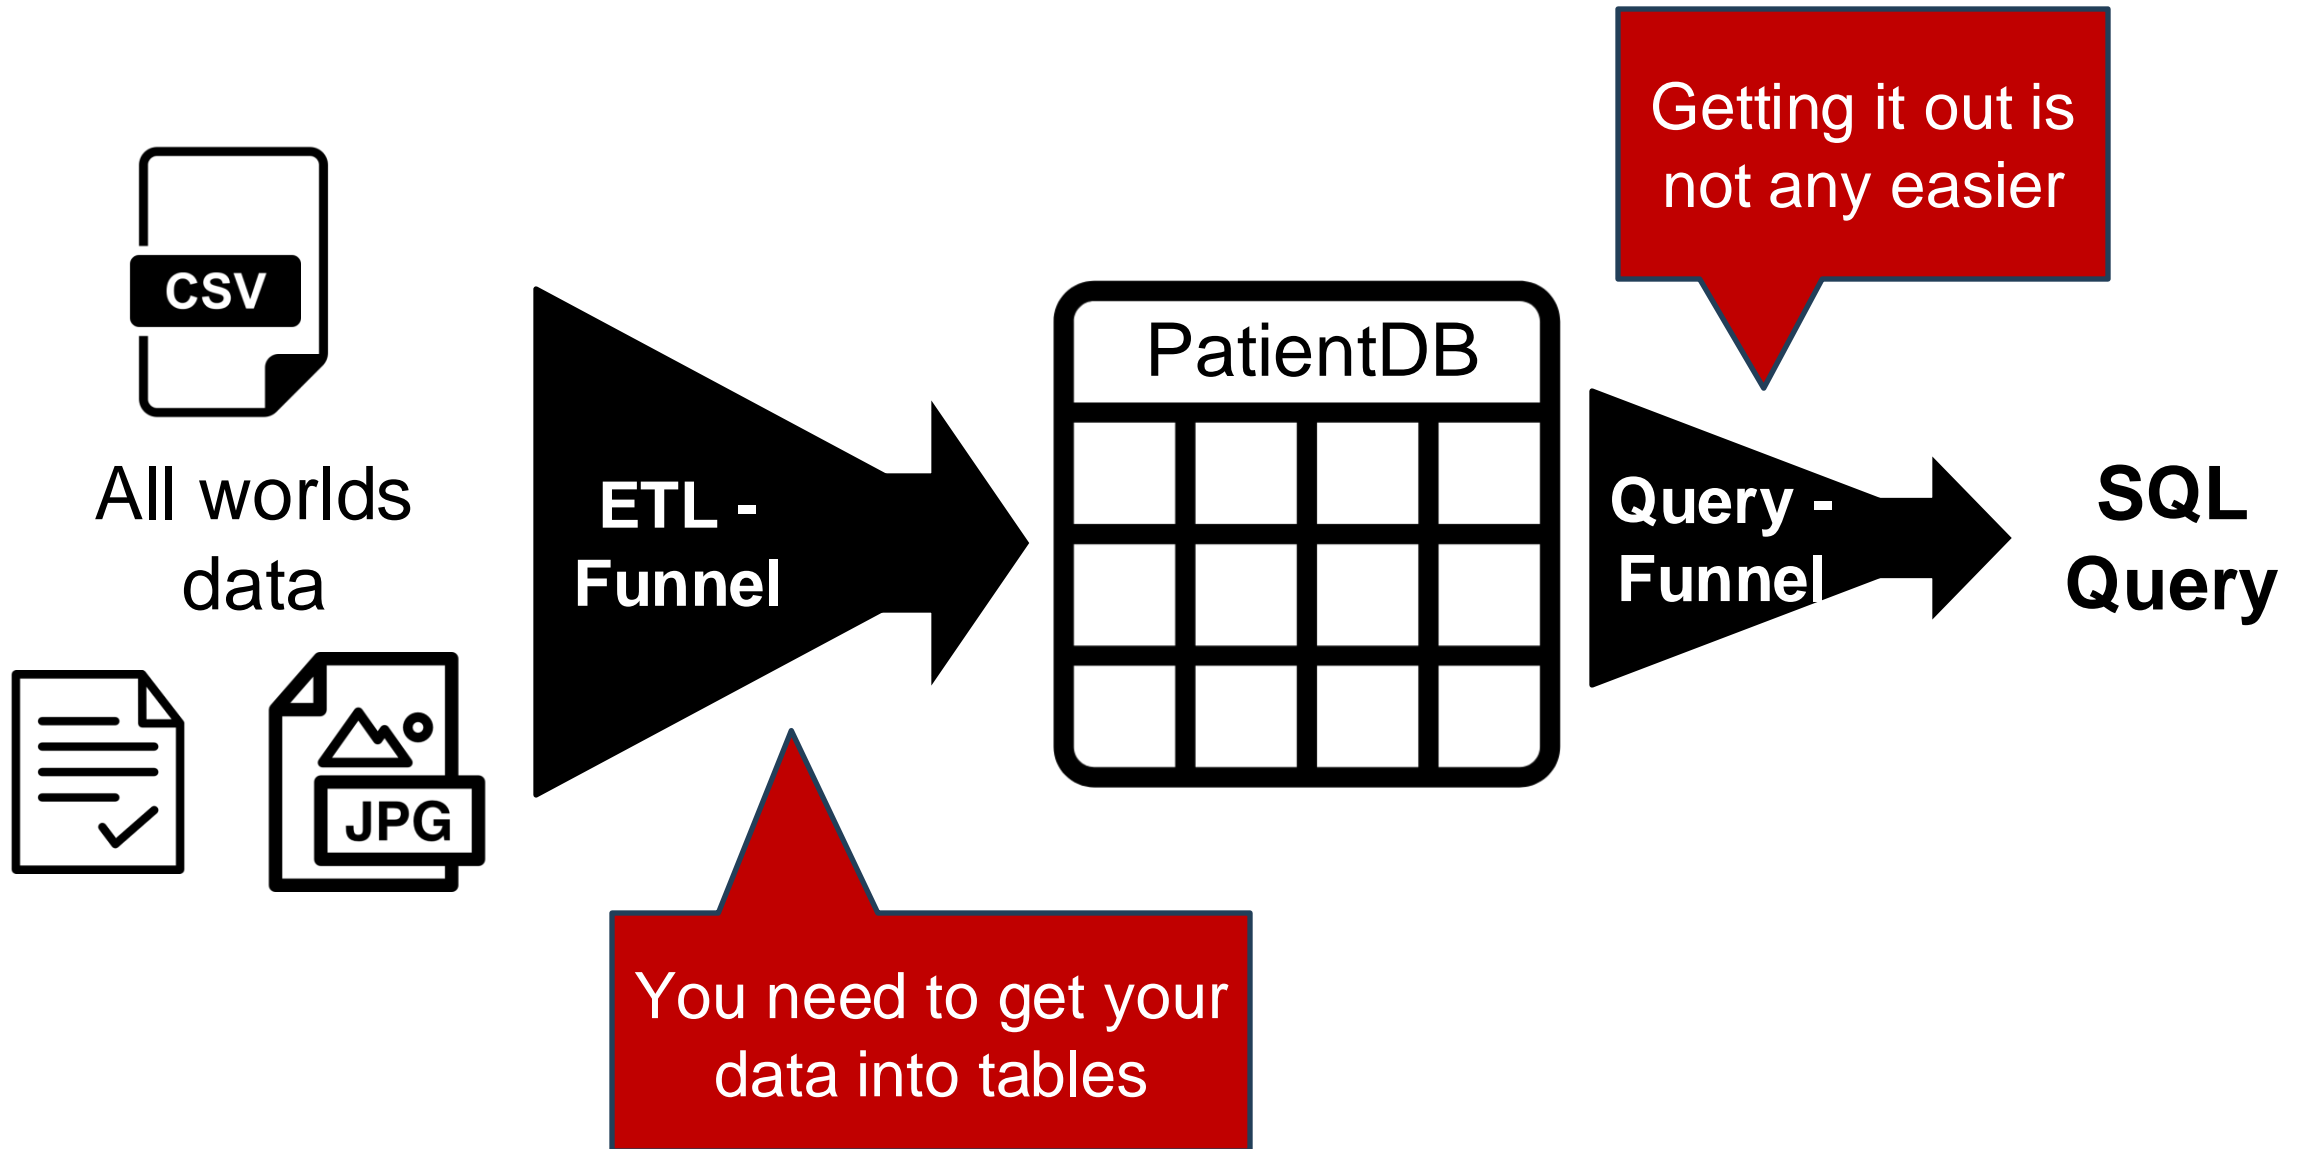 CSV
All worlds
data
JPG
ETL -
Funnel
You need to get your
data into tables
PatientDB
Getting it out is
not any easier
Query -
Funnel
SQL
Query